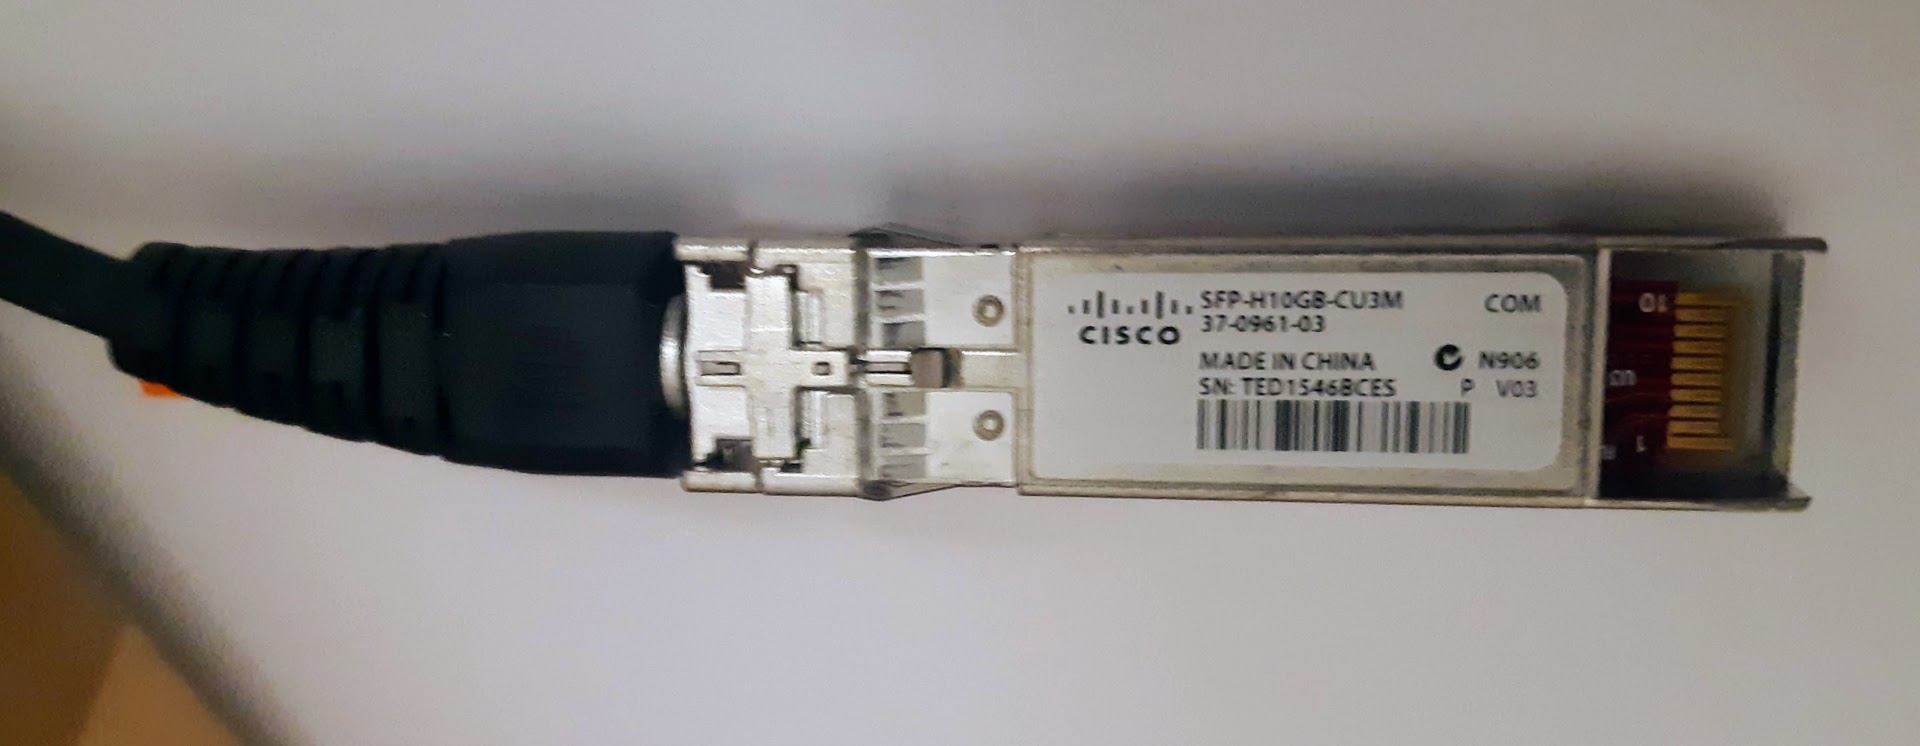 CISCO
SFP-H10GB-CU3M COM
37-0961-03
MADE IN CHINA N906
SN: TED1546BCES P V03
10
1